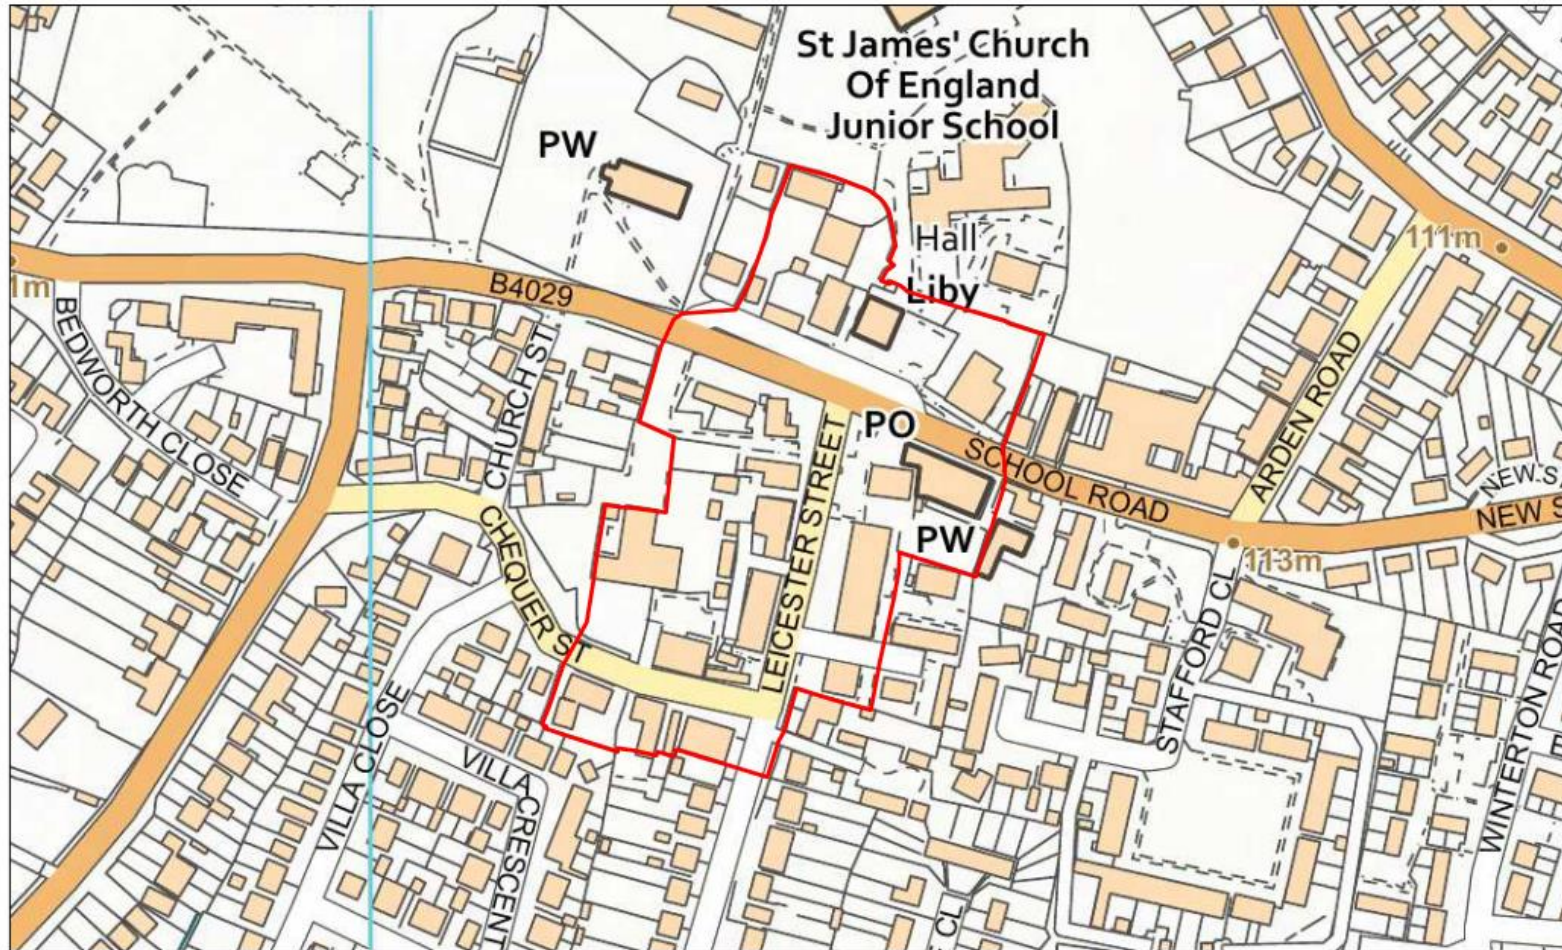 St James' Church
Of England
Junior School
PW
Hall
Liby
111m
1m
B4029
BEDWORTH CLOSE
CHURCH ST
PO
SCHOOL ROAD
ARDEN ROAD
LEICESTER STREET
CHEQUER ST
PW
113m
NEW S
NEW S
STAFFORD CL
VILLA CLOSE
VILLA CRESCENT
WINTERTON ROAD
CL